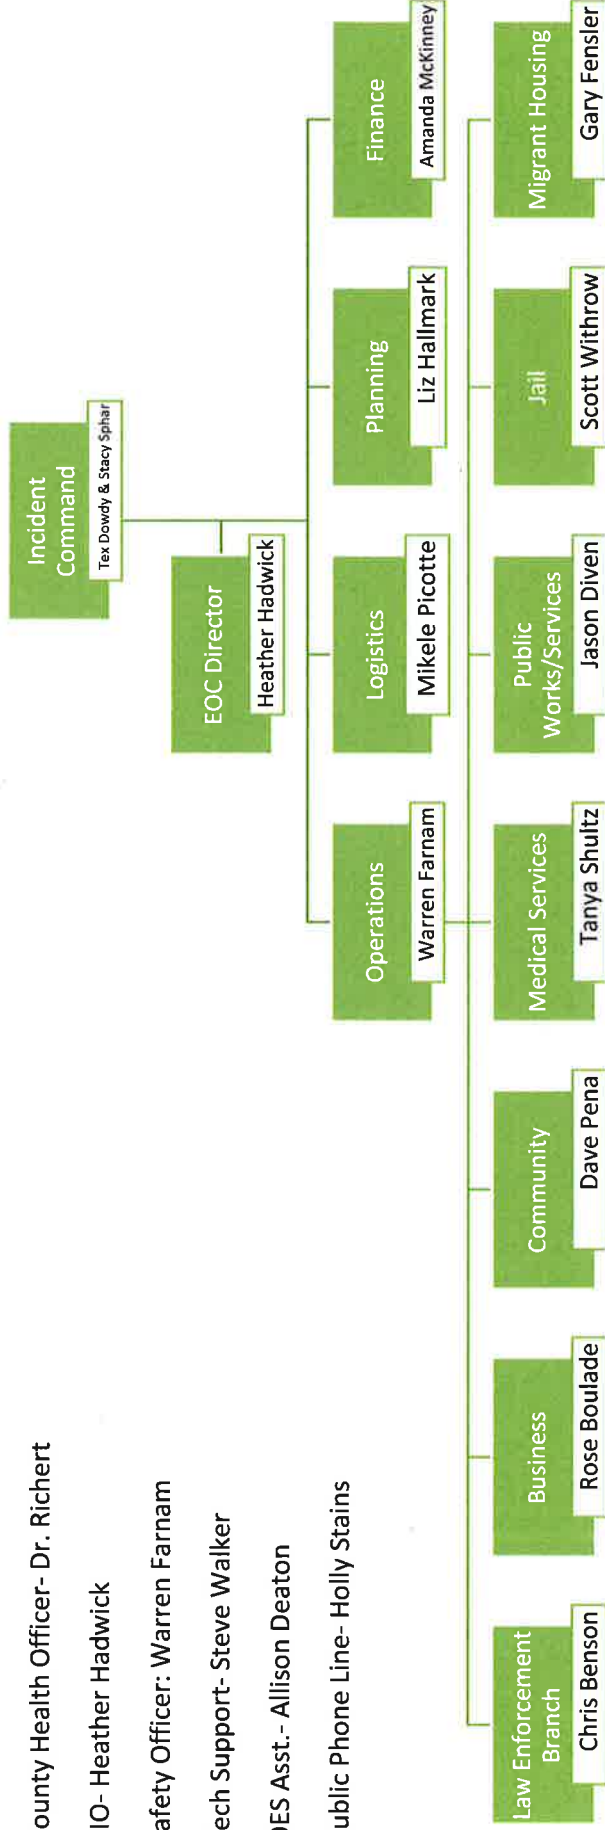 ounty Health Officer- Dr. Richert
IO- Heather Hadwick
afety Officer: Warren Farnam
ech Support- Steve Walker
ES Asst.- Allison Deaton
ublic Phone Line- Holly Stains
Incident
Command
Tex Dowdy & Stacy Sphar
EOC Director
Heather Hadwick
Operations
Warren Farnam
Logistics
Mikele Picotte
Planning
Liz Hallmark
Finance
Amanda McKinney
Law Enforcement
Branch
Chris Benson
Business
Rose Boulade
Community
Dave Pena
Medical Services
Tanya Shultz
Public
Works/Services
Jason Diven
Jail
Scott Withrow
Migrant Housing
Gary Fensler